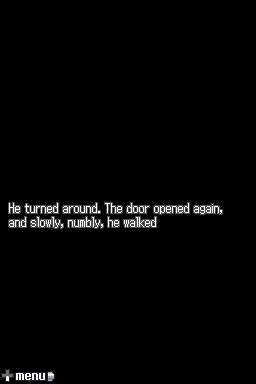 He turned around. The door opened again,
and slowly, numbly, he walked
menu